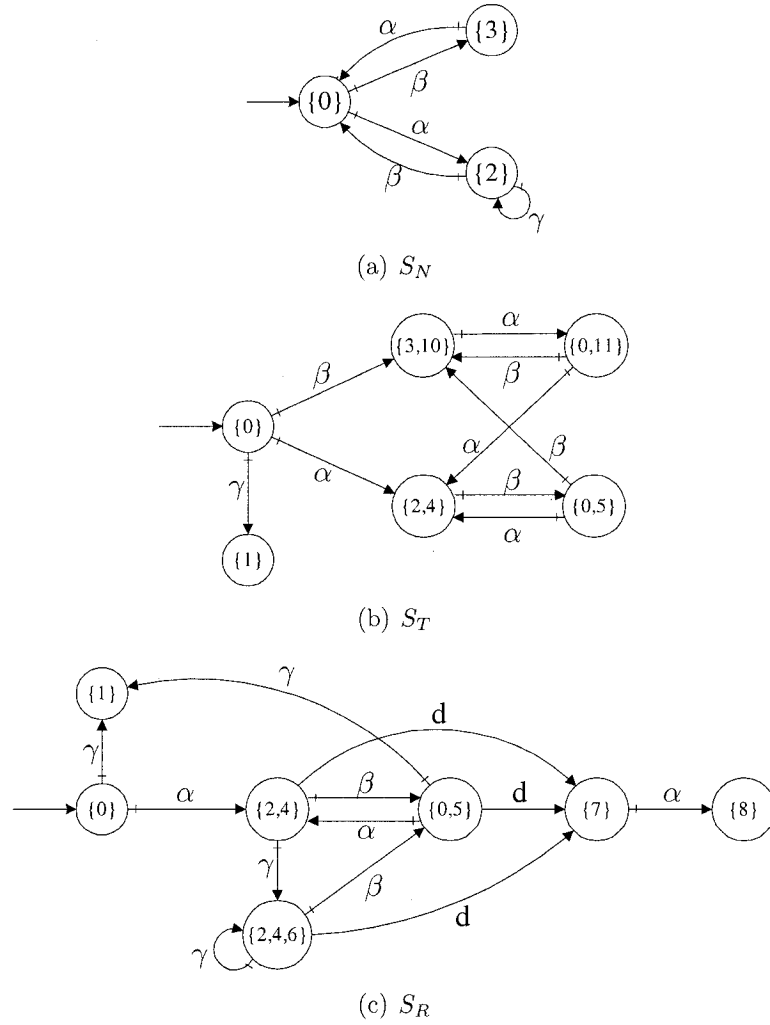 α {3}
{0} β
α
β {2}
γ
(a) S_N
{3,10} α {0,11}
β β
{0}
α α β
γ {2,4} β {0,5}
α
{1}
(b) S_T
{1} γ
d
γ
{0} α {2,4} β {0,5} d {7} α {8}
α
γ β
d
γ {2,4,6}
(c) S_R